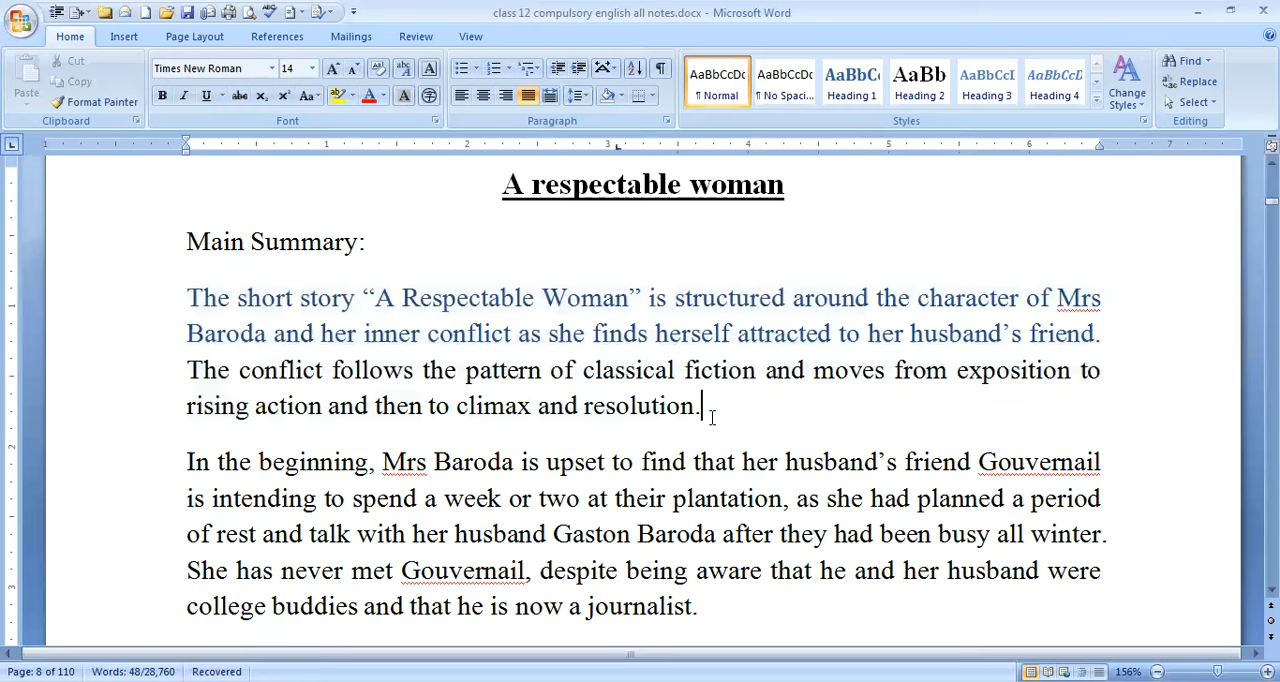 class 12 compulsory english all notes.docx - Microsoft Word
Home Insert Page Layout References Mailings Review View
Paste Cut Copy Format Painter Clipboard
Times New Roman 14 Font
Paragraph
AaBbCcDc AaBbCcDc AaBbC AaBb AaBbCcI AaBbCcD
¶ Normal ¶ No Spaci... Heading 1 Heading 2 Heading 3 Heading 4 Change Styles Styles
Find Replace Select Editing
1 1 2 3 4 5 6 7
A respectable woman
Main Summary:
The short story “A Respectable Woman” is structured around the character of Mrs
Baroda and her inner conflict as she finds herself attracted to her husband’s friend.
The conflict follows the pattern of classical fiction and moves from exposition to
rising action and then to climax and resolution.
In the beginning, Mrs Baroda is upset to find that her husband’s friend Gouvernail
is intending to spend a week or two at their plantation, as she had planned a period
of rest and talk with her husband Gaston Baroda after they had been busy all winter.
She has never met Gouvernail, despite being aware that he and her husband were
college buddies and that he is now a journalist.
Page: 8 of 110 Words: 48/28,760 Recovered 156%